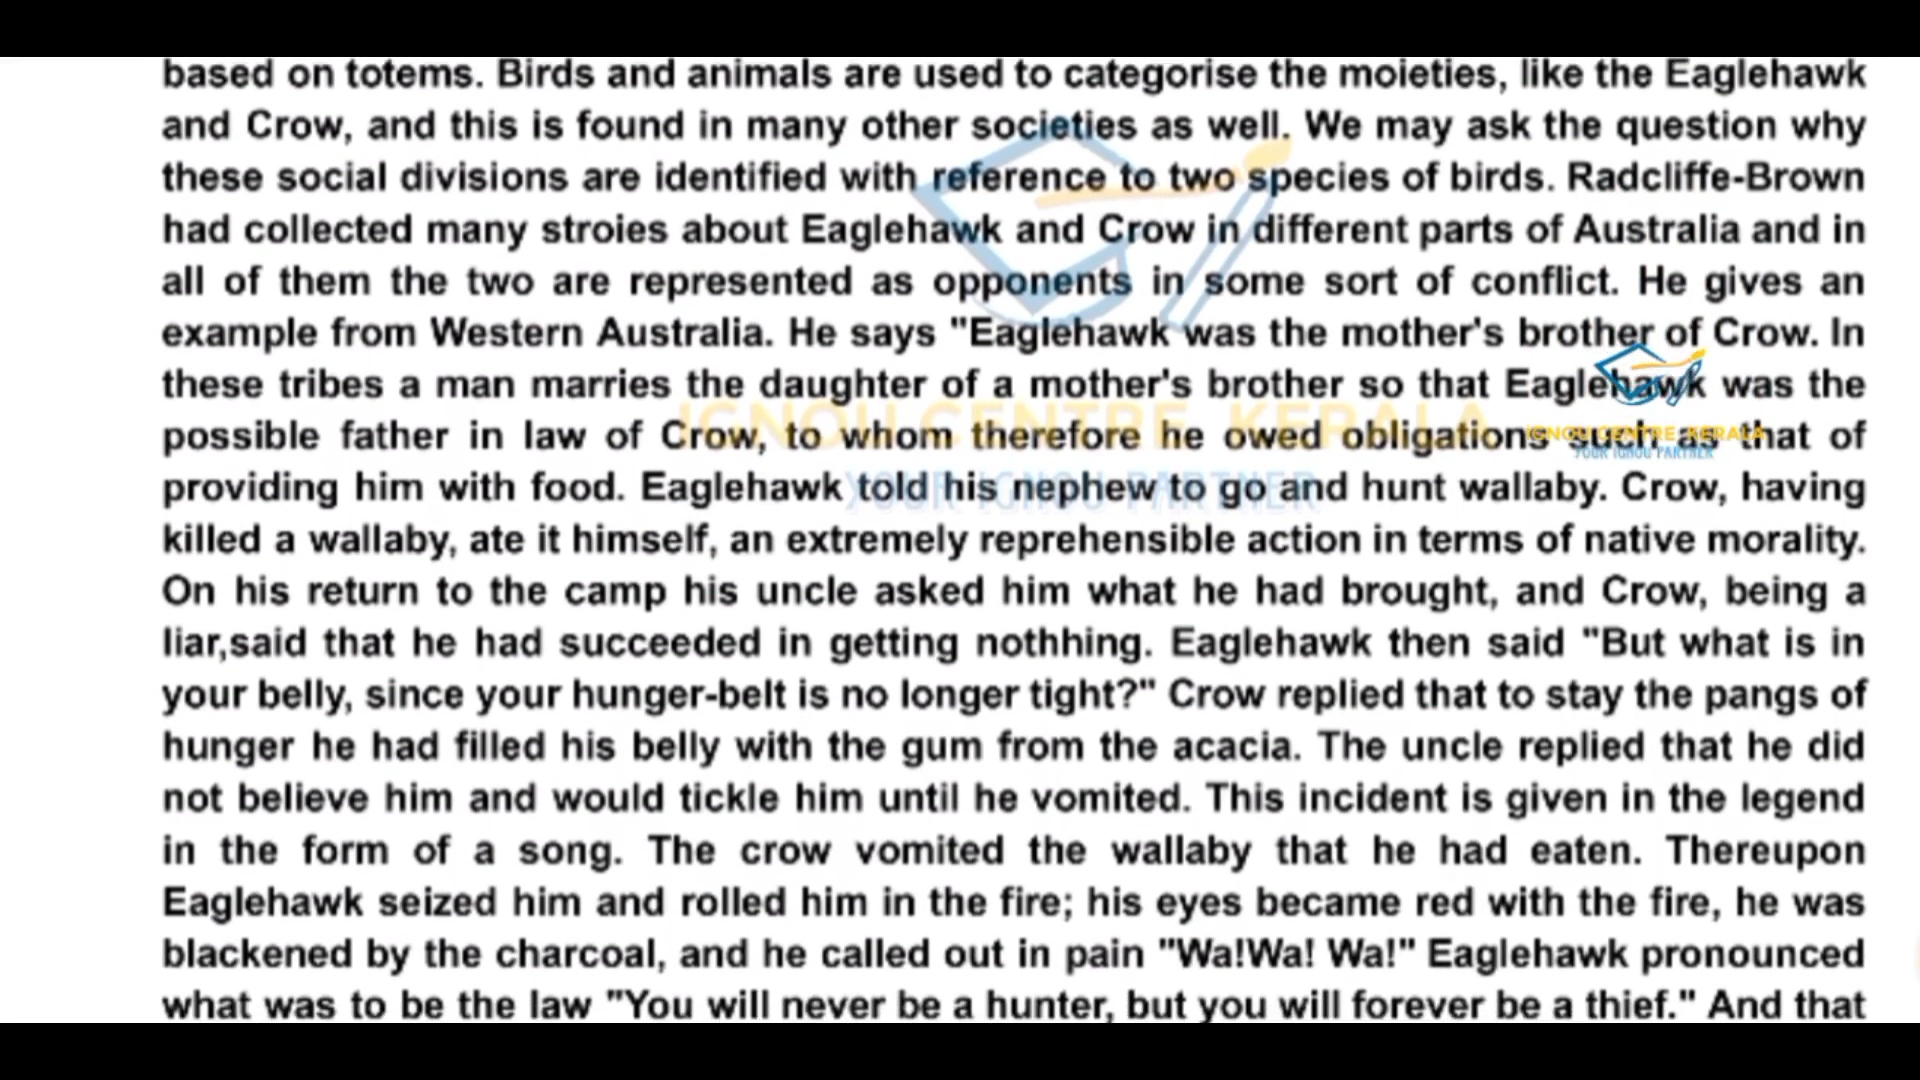 based on totems. Birds and animals are used to categorise the moieties, like the Eaglehawk
and Crow, and this is found in many other societies as well. We may ask the question why
these social divisions are identified with reference to two species of birds. Radcliffe-Brown
had collected many stroies about Eaglehawk and Crow in different parts of Australia and in
all of them the two are represented as opponents in some sort of conflict. He gives an
example from Western Australia. He says "Eaglehawk was the mother's brother of Crow. In
these tribes a man marries the daughter of a mother's brother so that Eaglehawk was the
possible father in law of Crow, to whom therefore he owed obligations such as that of
providing him with food. Eaglehawk told his nephew to go and hunt wallaby. Crow, having
killed a wallaby, ate it himself, an extremely reprehensible action in terms of native morality.
On his return to the camp his uncle asked him what he had brought, and Crow, being a
liar,said that he had succeeded in getting nothhing. Eaglehawk then said "But what is in
your belly, since your hunger-belt is no longer tight?" Crow replied that to stay the pangs of
hunger he had filled his belly with the gum from the acacia. The uncle replied that he did
not believe him and would tickle him until he vomited. This incident is given in the legend
in the form of a song. The crow vomited the wallaby that he had eaten. Thereupon
Eaglehawk seized him and rolled him in the fire; his eyes became red with the fire, he was
blackened by the charcoal, and he called out in pain "Wa!Wa! Wa!" Eaglehawk pronounced
what was to be the law "You will never be a hunter, but you will forever be a thief." And that
IGNOU CENTRE, KERALA
YOUR IGNOU PARTNER
IGNOU CENTRE, KERALA
YOUR IGNOU PARTNER